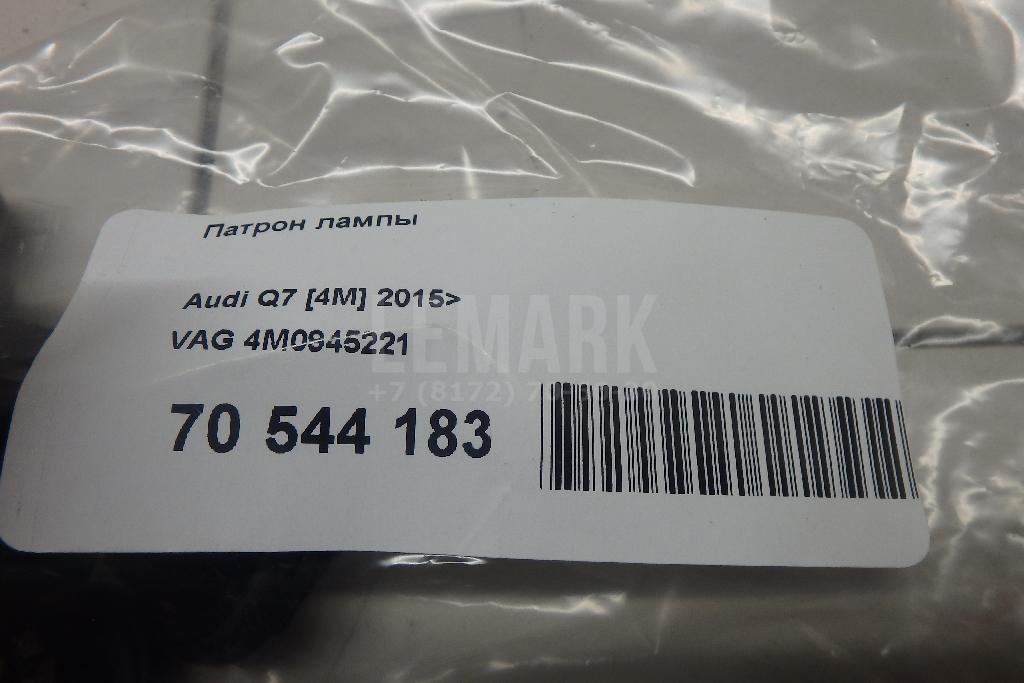 Патрон лампы
Audi Q7 [4M] 2015>
VAG 4M0945221
LEMARK
+7 (8172)
70 544 183